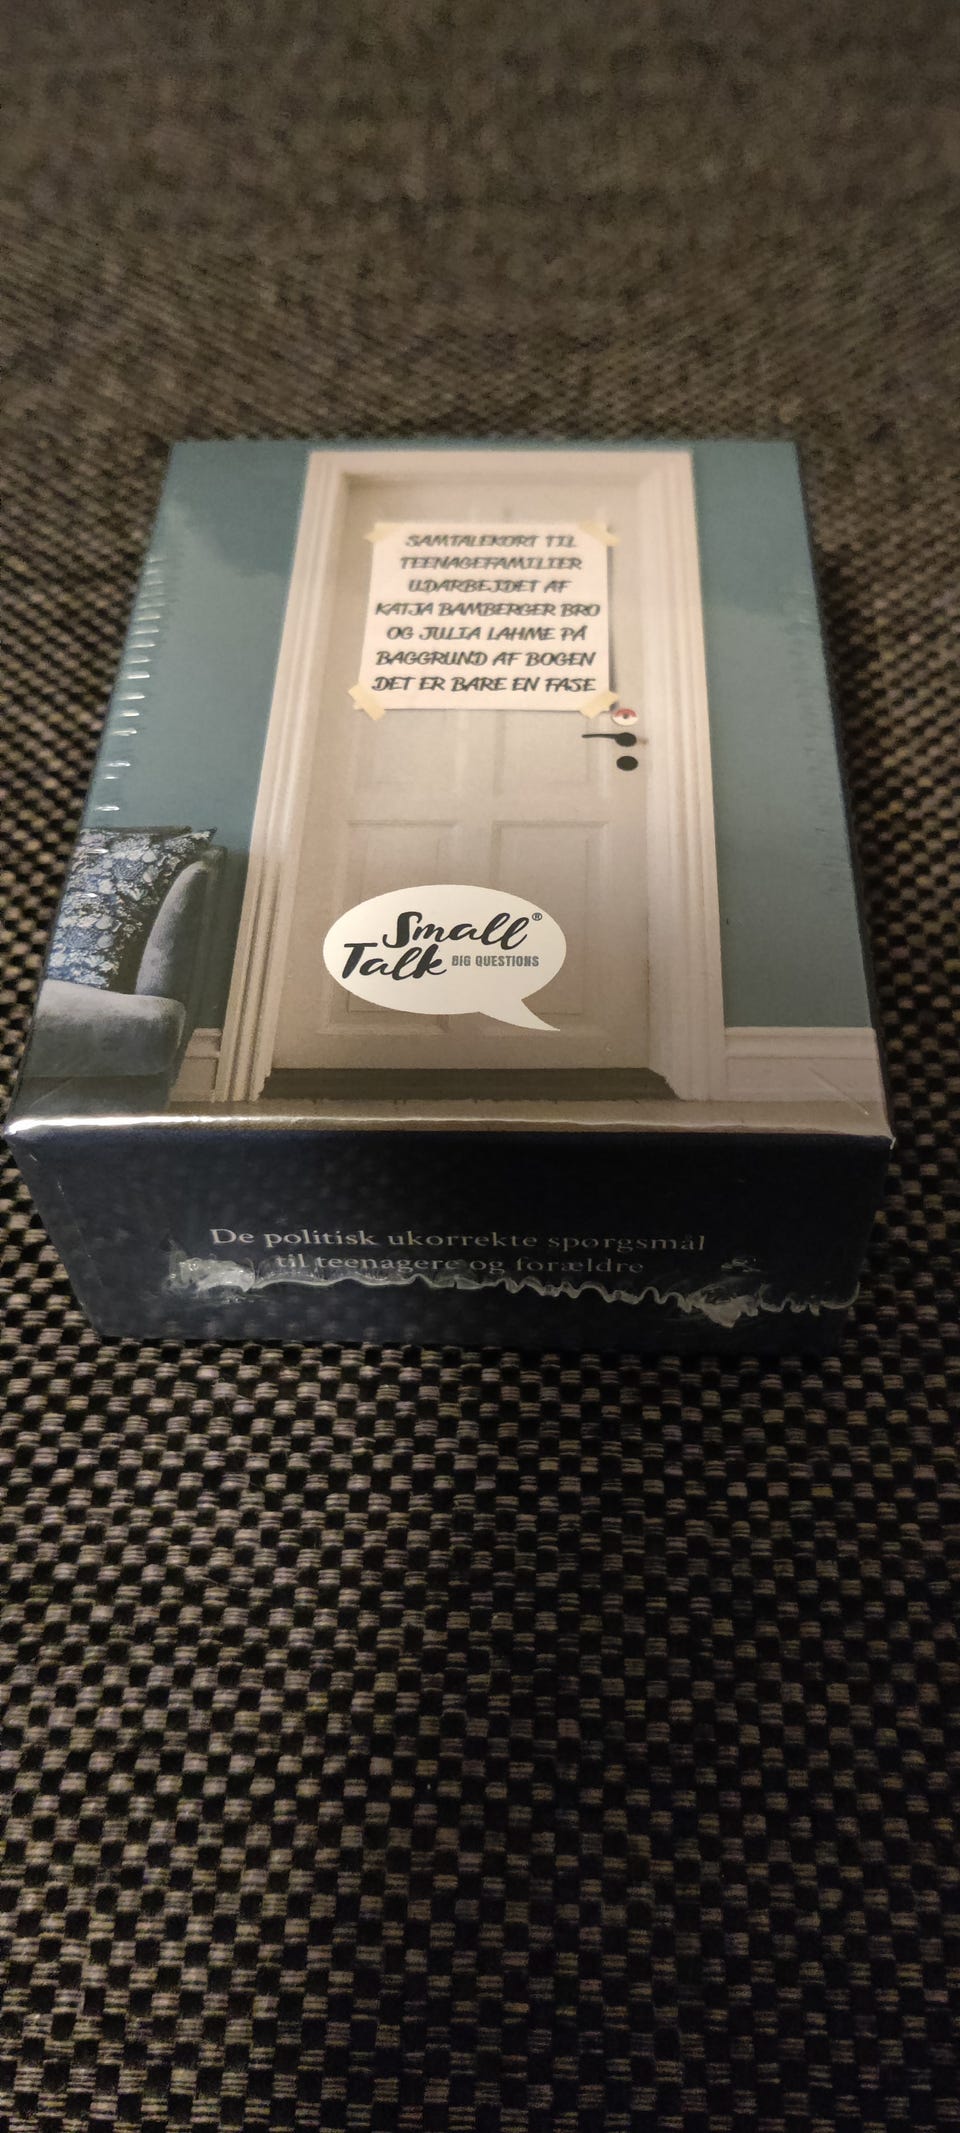 SAMTALEKORT TIL
TEENAGEFAMILIER
UDARBEJDET AF
KATJA BAMBERGER BRO
OG JULIA LAHME PÅ
BAGGRUND AF BOGEN
DET ER BARE EN FASE
Small®
Talk BIG QUESTIONS
De politisk ukorrekte spørgsmål
til teenagere og forældre